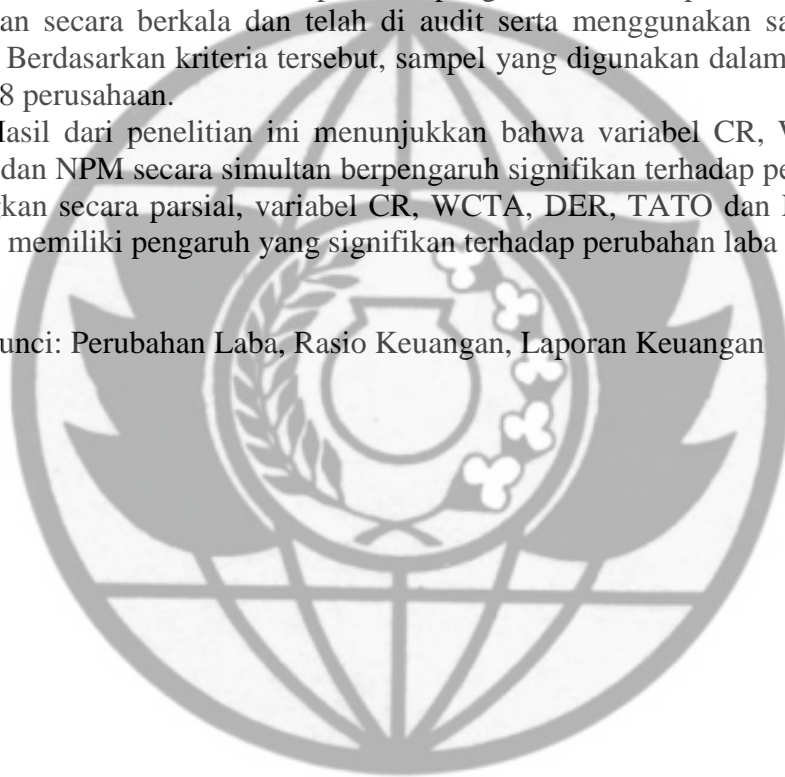 an secara berkala dan telah di audit serta menggunakan sa
Berdasarkan kriteria tersebut, sampel yang digunakan dalam
8 perusahaan.
Hasil dari penelitian ini menunjukkan bahwa variabel CR, W
dan NPM secara simultan berpengaruh signifikan terhadap pe
kan secara parsial, variabel CR, WCTA, DER, TATO dan
memiliki pengaruh yang signifikan terhadap perubahan laba
unci: Perubahan Laba, Rasio Keuangan, Laporan Keuangan